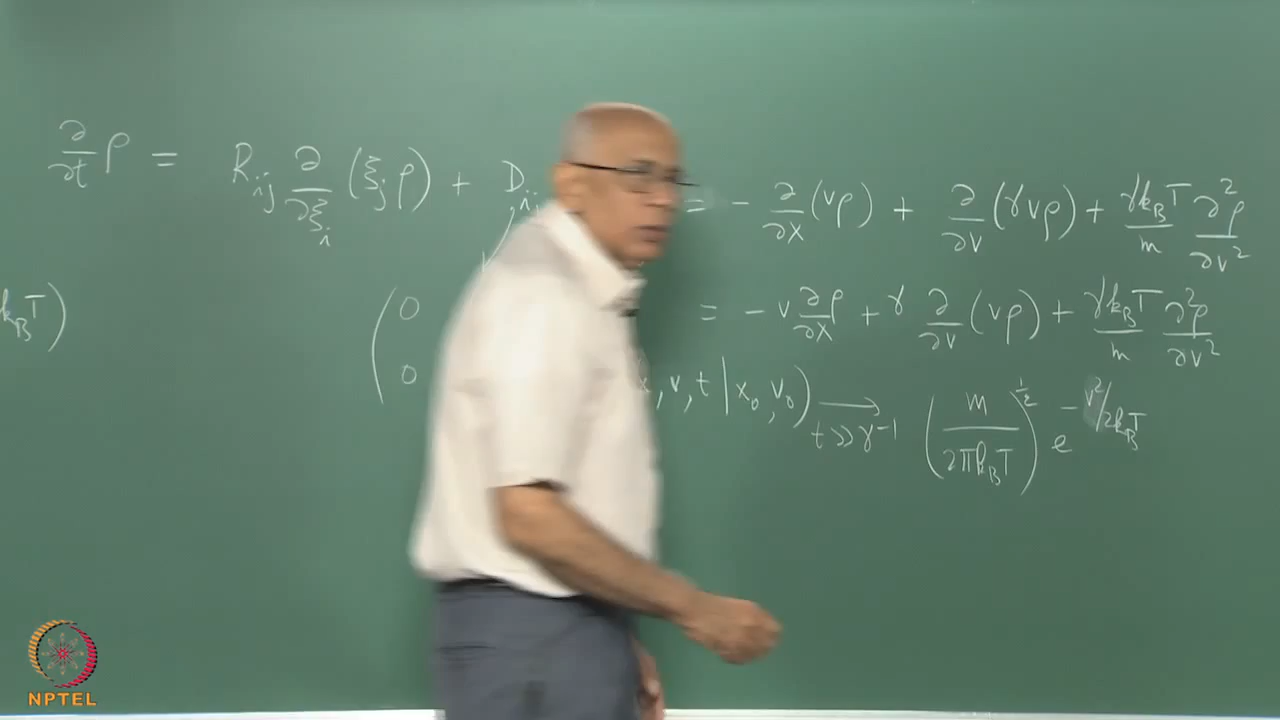 ∂/∂t ρ = R_ij ∂/∂ξ_i (ξ_j ρ) + D_ij = - ∂/∂x (vρ) + ∂/∂v (γvρ) + γk_BT/m ∂²ρ/∂v²
k_BT)
(0 = - v ∂ρ/∂x + γ ∂/∂v (vρ) + γk_BT/m ∂²ρ/∂v²
0 x, v, t | x_0, v_0) ⟶ t >> γ^-1 (m/2πk_BT)^1/2 e^-v²/2k_BT
NPTEL